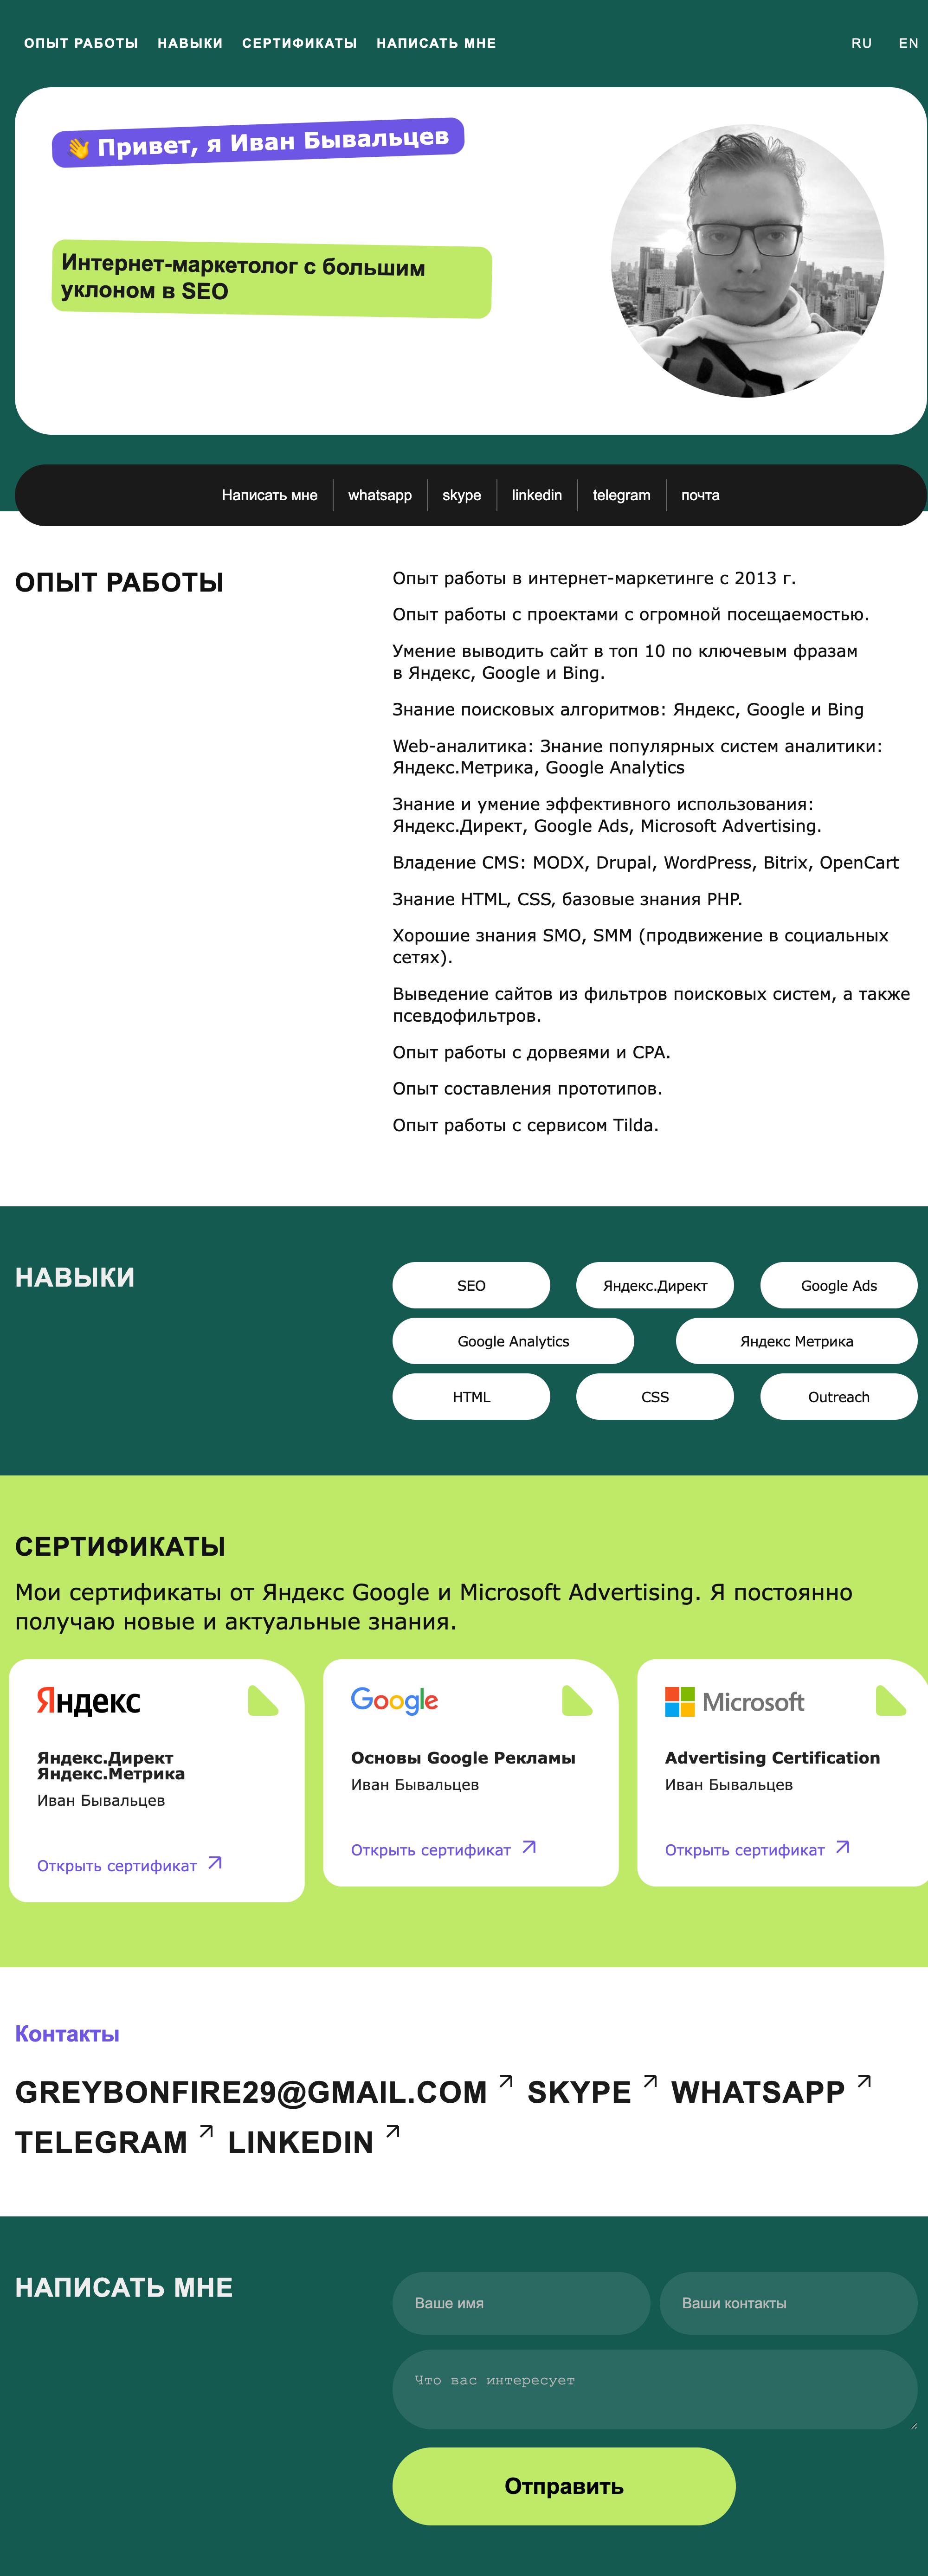 ОПЫТ РАБОТЫ НАВЫКИ СЕРТИФИКАТЫ НАПИСАТЬ МНЕ RU EN
👋 Привет, я Иван Бывальцев
Интернет-маркетолог с большим
уклоном в SEO
Написать мне whatsapp skype linkedin telegram почта
ОПЫТ РАБОТЫ
Опыт работы в интернет-маркетинге с 2013 г.
Опыт работы с проектами с огромной посещаемостью.
Умение выводить сайт в топ 10 по ключевым фразам
в Яндекс, Google и Bing.
Знание поисковых алгоритмов: Яндекс, Google и Bing
Web-аналитика: Знание популярных систем аналитики:
Яндекс.Метрика, Google Analytics
Знание и умение эффективного использования:
Яндекс.Директ, Google Ads, Microsoft Advertising.
Владение CMS: MODX, Drupal, WordPress, Bitrix, OpenCart
Знание HTML, CSS, базовые знания PHP.
Хорошие знания SMO, SMM (продвижение в социальных
сетях).
Выведение сайтов из фильтров поисковых систем, а также
псевдофильтров.
Опыт работы с дорвеями и CPA.
Опыт составления прототипов.
Опыт работы с сервисом Tilda.
НАВЫКИ
SEO Яндекс.Директ Google Ads
Google Analytics Яндекс Метрика
HTML CSS Outreach
СЕРТИФИКАТЫ
Мои сертификаты от Яндекс Google и Microsoft Advertising. Я постоянно
получаю новые и актуальные знания.
Яндекс
Яндекс.Директ
Яндекс.Метрика
Иван Бывальцев
Открыть сертификат
Google
Основы Google Рекламы
Иван Бывальцев
Открыть сертификат
Microsoft
Advertising Certification
Иван Бывальцев
Открыть сертификат
Контакты
GREYBONFIRE29@GMAIL.COM SKYPE WHATSAPP
TELEGRAM LINKEDIN
НАПИСАТЬ МНЕ
Ваше имя Ваши контакты
Что вас интересует
Отправить